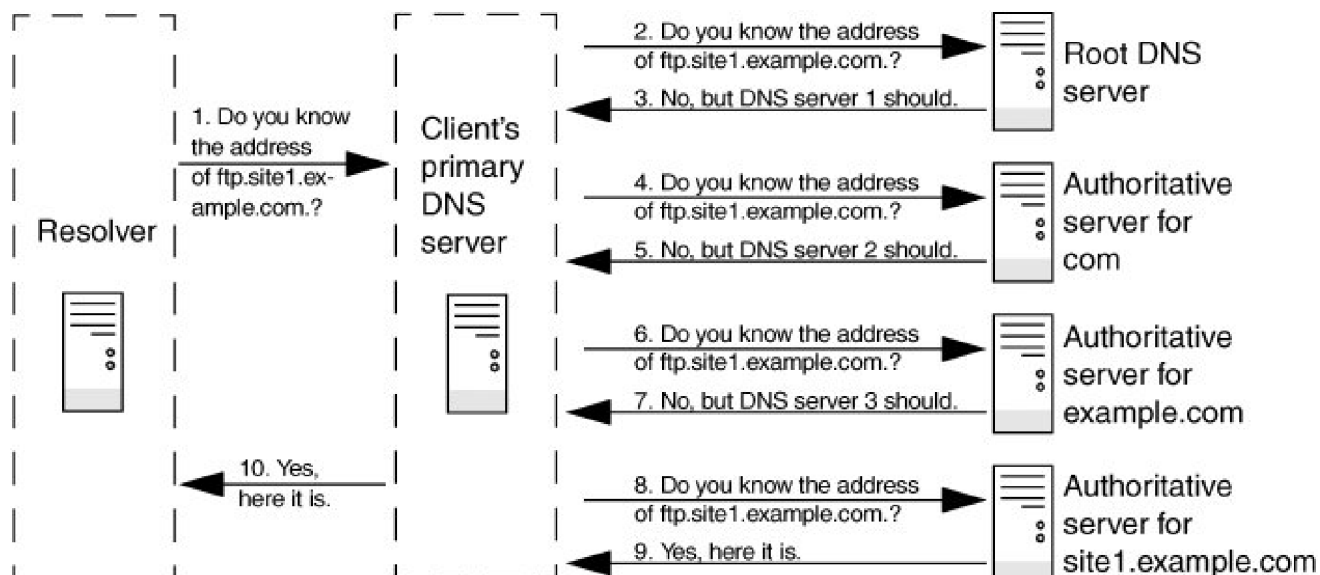 Resolver
1. Do you know
the address
of ftp.site1.ex-
ample.com.?
Client's
primary
DNS
server
2. Do you know the address
of ftp.site1.example.com.?
3. No, but DNS server 1 should.
Root DNS
server
4. Do you know the address
of ftp.site1.example.com.?
5. No, but DNS server 2 should.
Authoritative
server for
com
6. Do you know the address
of ftp.site1.example.com.?
7. No, but DNS server 3 should.
Authoritative
server for
example.com
8. Do you know the address
of ftp.site1.example.com.?
9. Yes, here it is.
Authoritative
server for
site1.example.com
10. Yes,
here it is.